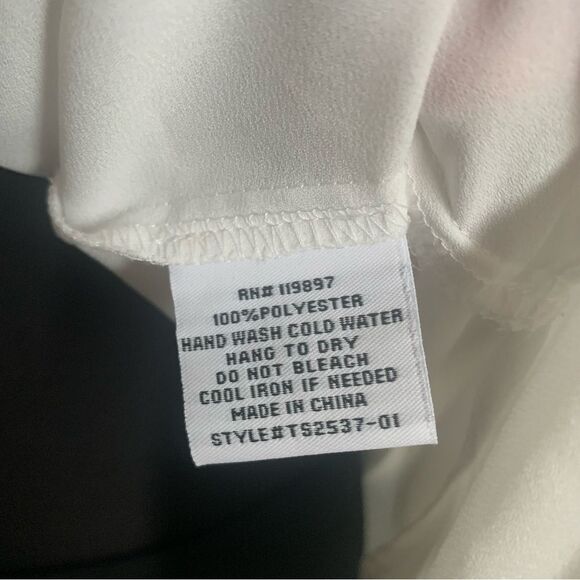 RN# 119897
100%POLYESTER
HAND WASH COLD WATER
HANG TO DRY
DO NOT BLEACH
COOL IRON IF NEEDED
MADE IN CHINA
STYLE#TS2537-01